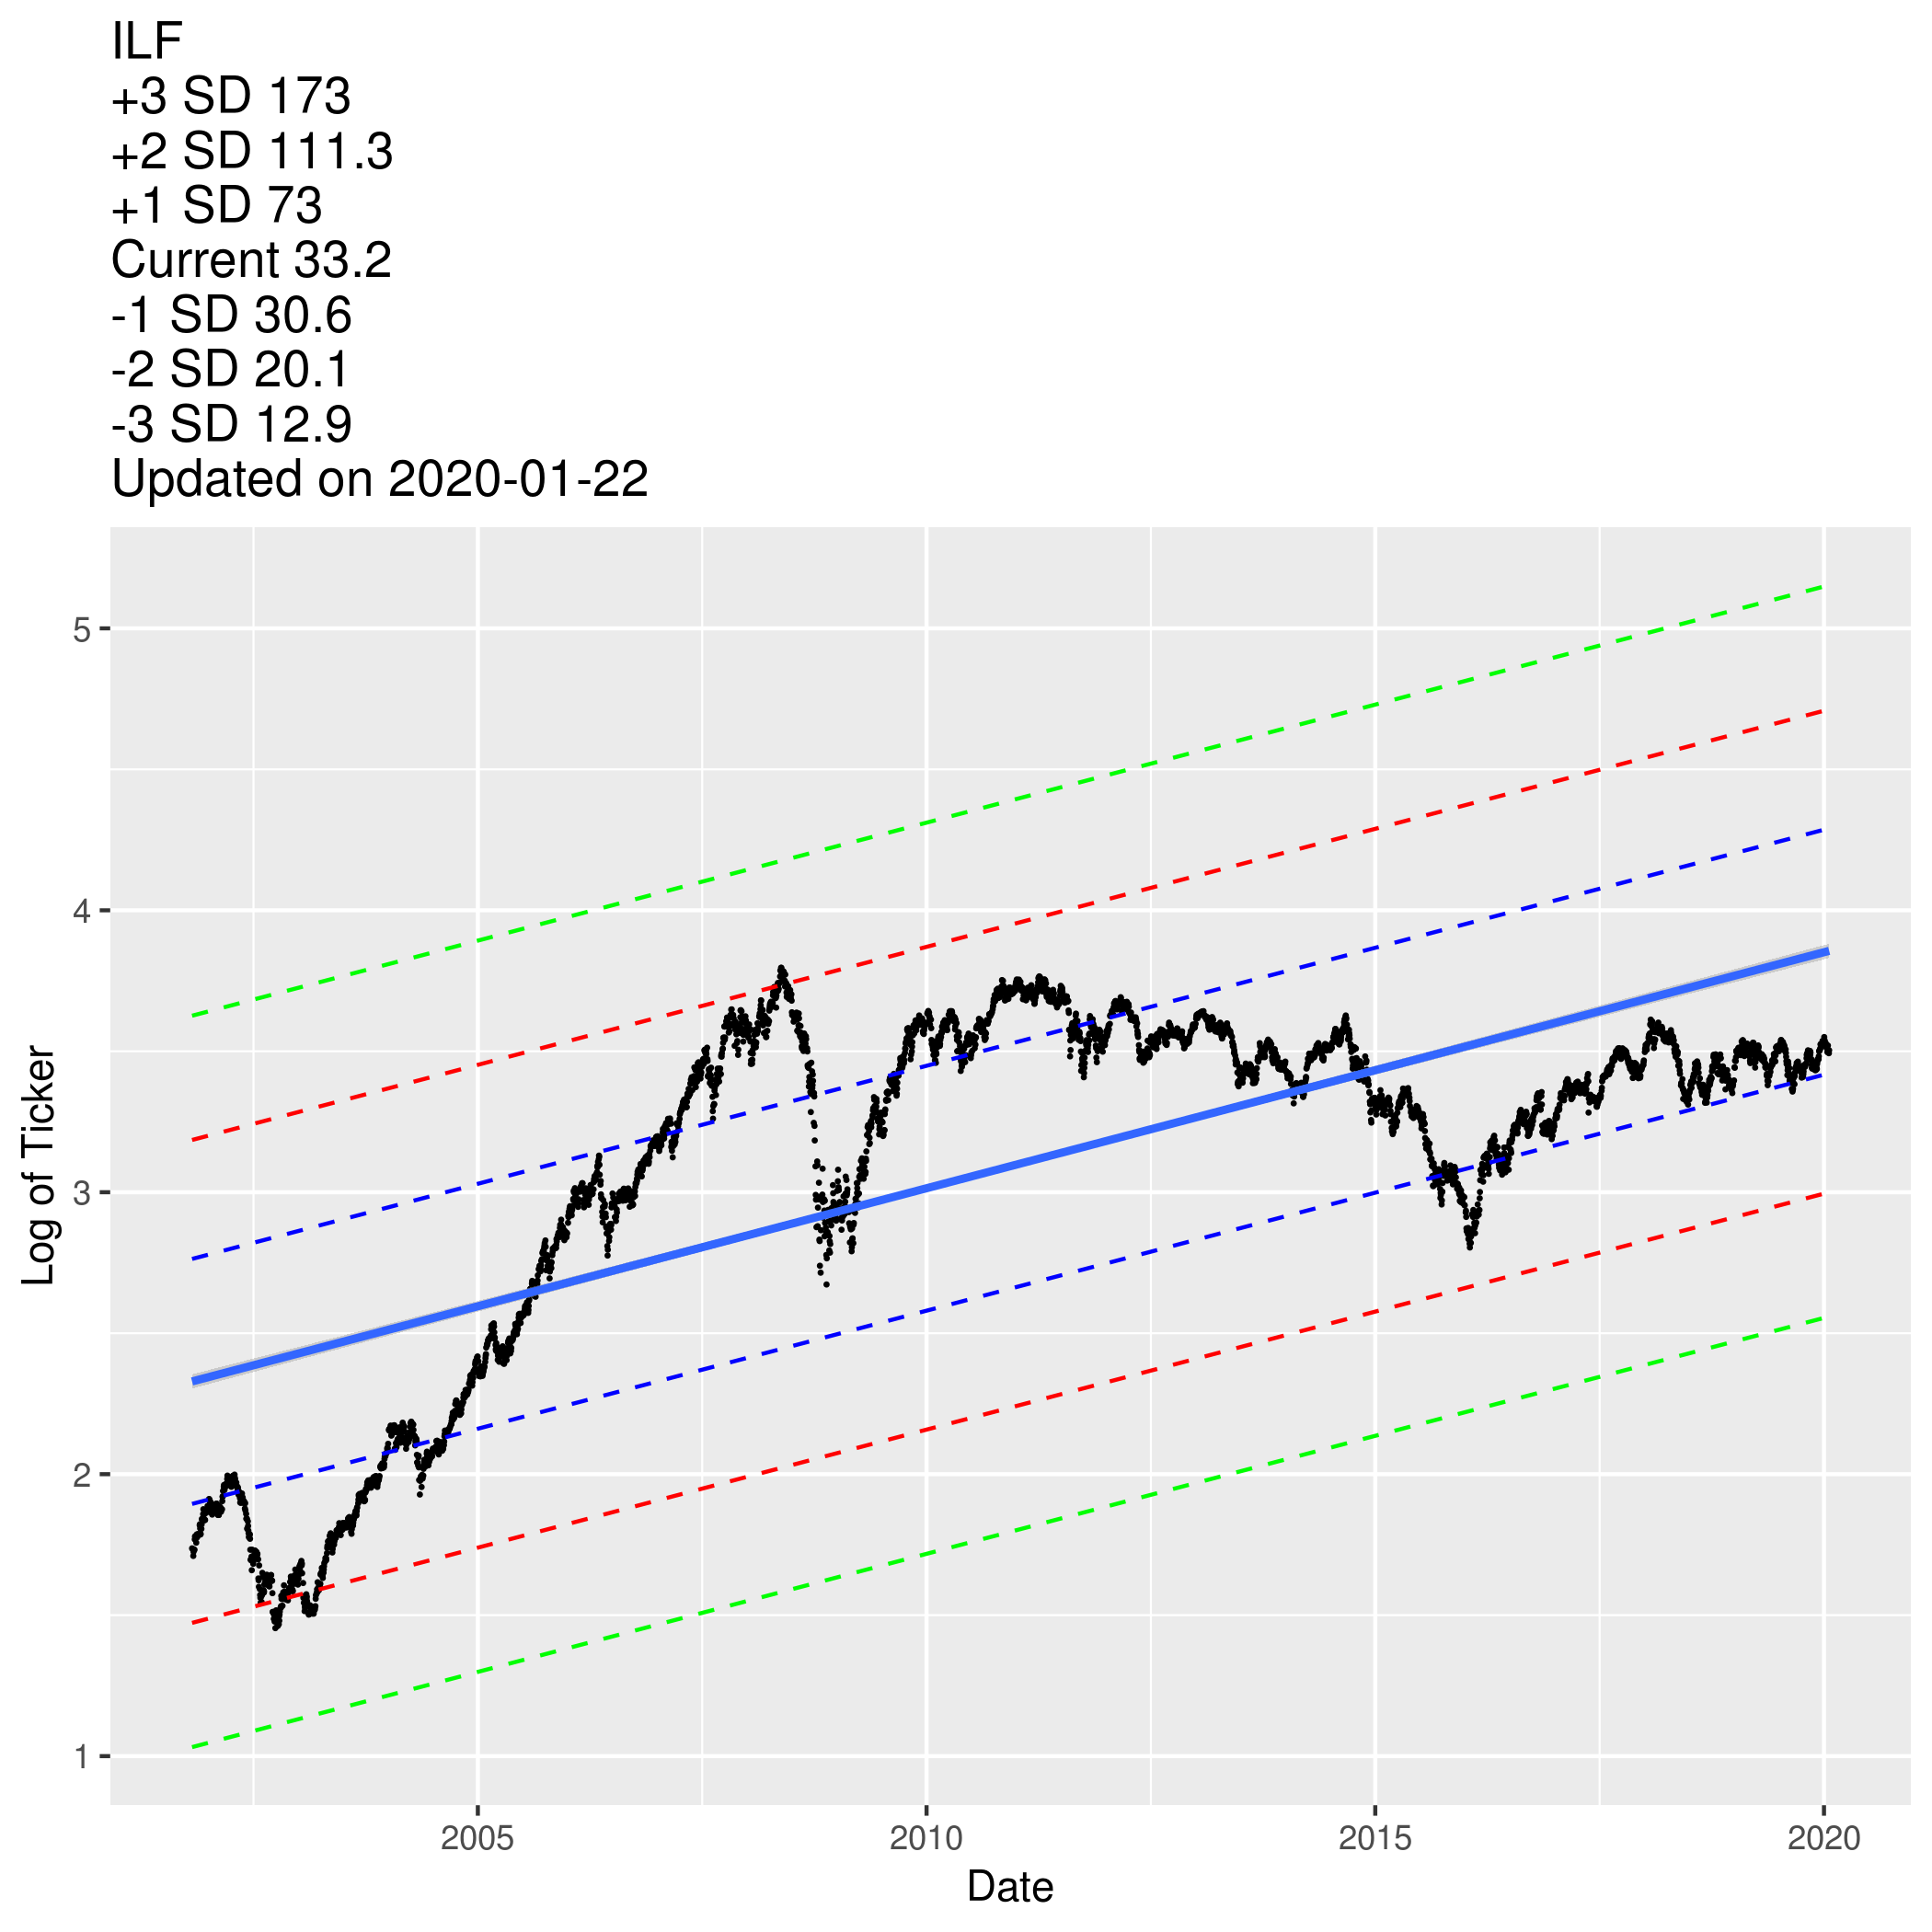 ILF
+3 SD 173
+2 SD 111.3
+1 SD 73
Current 33.2
-1 SD 30.6
-2 SD 20.1
-3 SD 12.9
Updated on 2020-01-22
5
4
3
2
1
Log of Ticker
2005 2010 2015 2020
Date